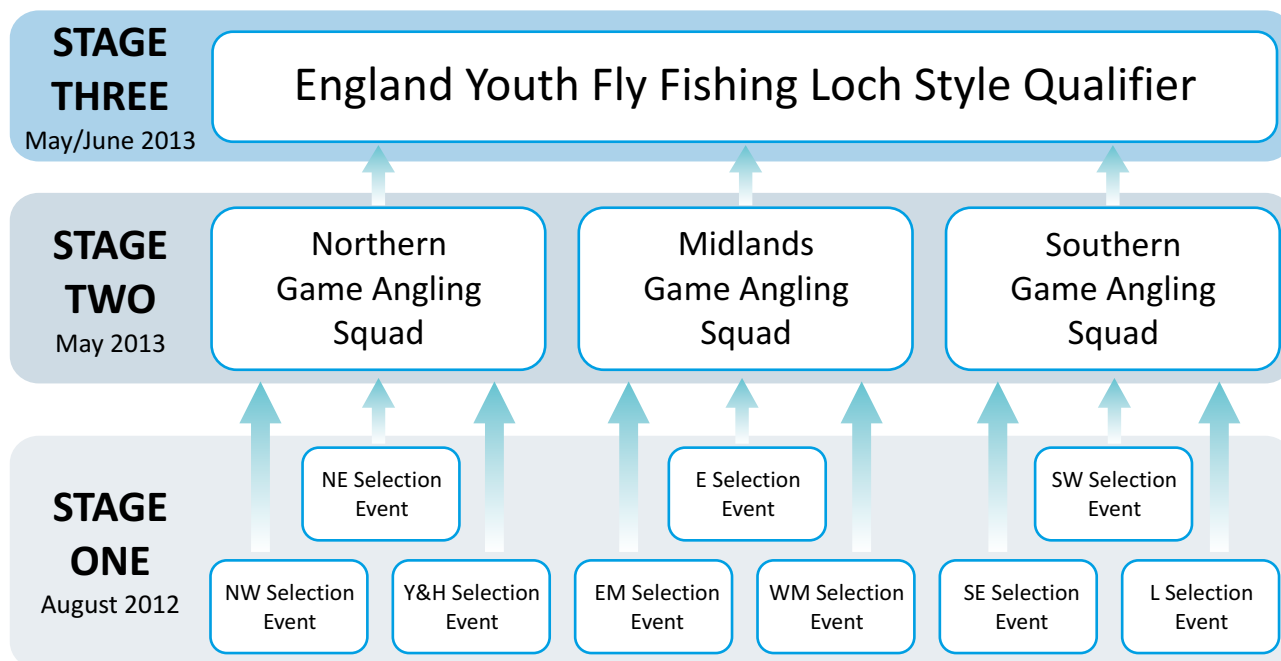 STAGE
THREE
May/June 2013
England Youth Fly Fishing Loch Style Qualifier
STAGE
TWO
May 2013
Northern
Game Angling
Squad
Midlands
Game Angling
Squad
Southern
Game Angling
Squad
STAGE
ONE
August 2012
NE Selection
Event
E Selection
Event
SW Selection
Event
NW Selection
Event
Y&H Selection
Event
EM Selection
Event
WM Selection
Event
SE Selection
Event
L Selection
Event